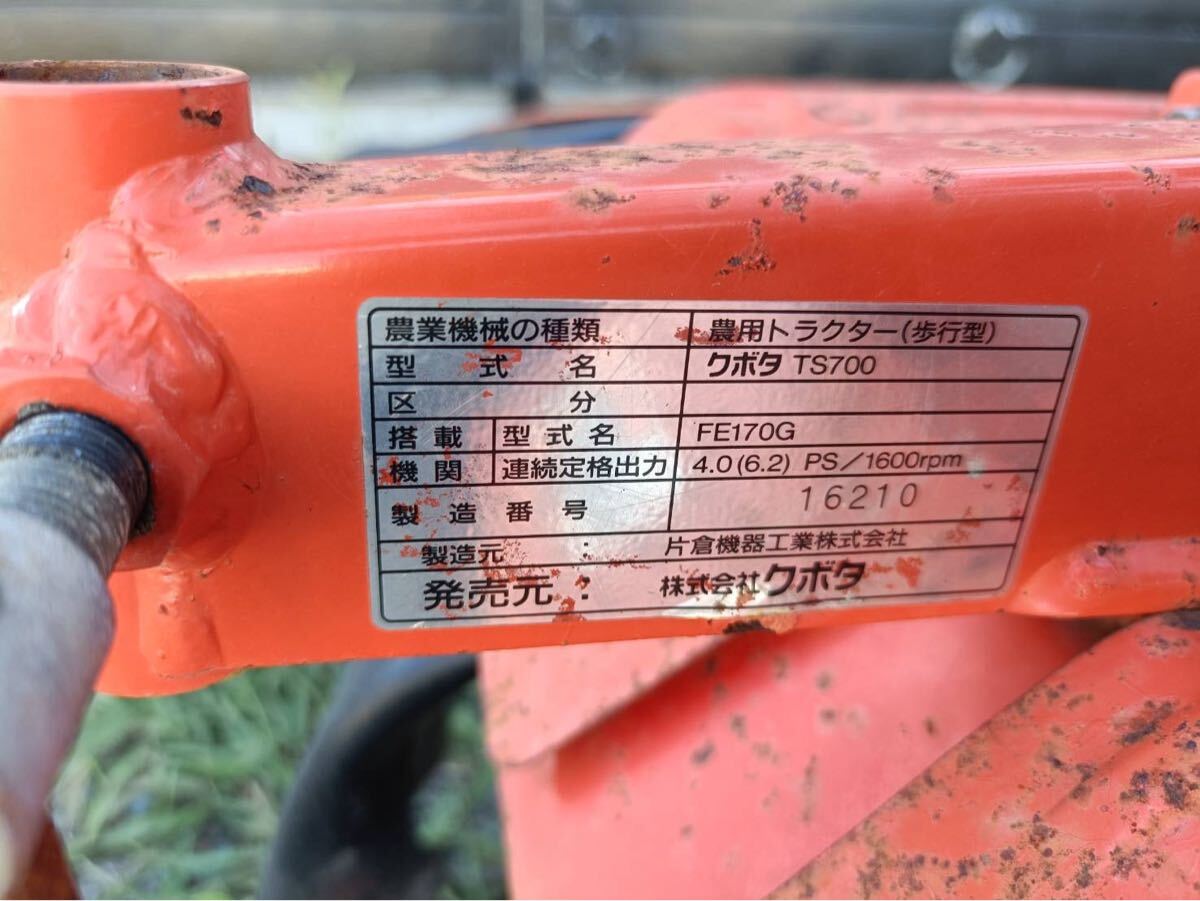 農業機械の種類 農用トラクター(歩行型)
型式名 クボタ TS700
区分
搭載 型式名 FE170G
機関 連続定格出力 4.0(6.2) PS/1600rpm
製造番号 16210
製造元: 片倉機器工業株式会社
発売元: 株式会社クボタ